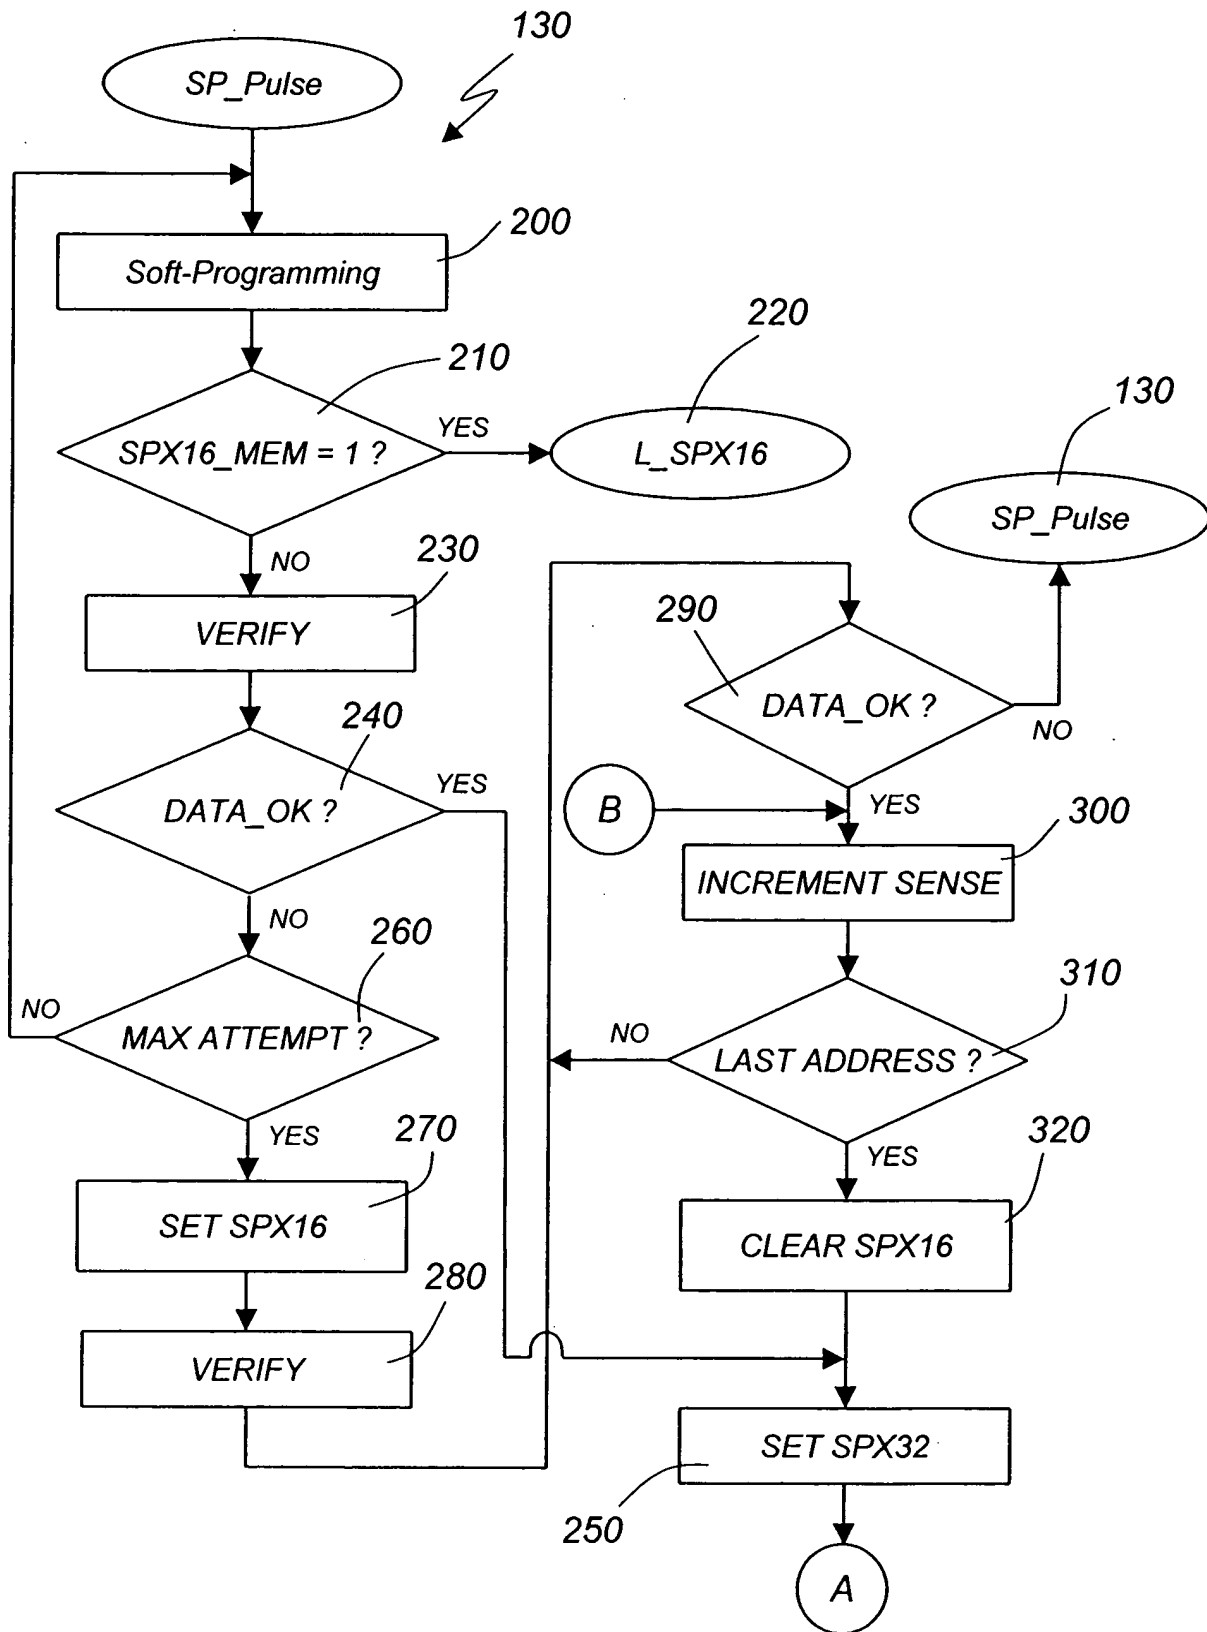 130
SP_Pulse
200
Soft-Programming
210
SPX16_MEM = 1 ?
YES
220
L_SPX16
130
SP_Pulse
NO
230
VERIFY
240
DATA_OK ?
YES
NO
260
MAX ATTEMPT ?
NO
YES
270
SET SPX16
280
VERIFY
290
DATA_OK ?
NO
YES
B
300
INCREMENT SENSE
310
LAST ADDRESS ?
NO
YES
320
CLEAR SPX16
SET SPX32
250
A